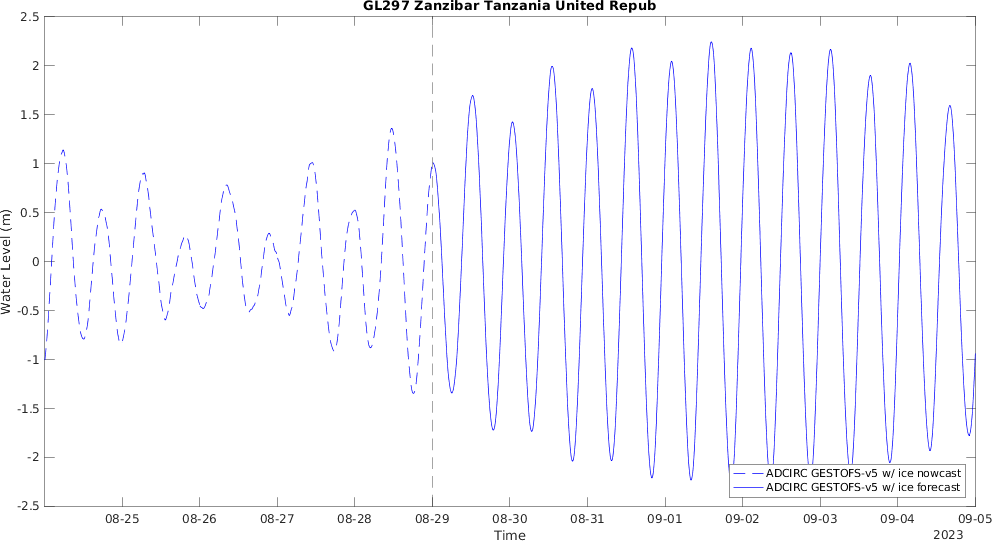 GL297 Zanzibar Tanzania United Repub
2.5
2
1.5
1
0.5
0
-0.5
-1
-1.5
-2
-2.5
Water Level (m)
ADCIRC GESTOFS-v5 w/ ice nowcast
ADCIRC GESTOFS-v5 w/ ice forecast
08-25 08-26 08-27 08-28 08-29 08-30 08-31 09-01 09-02 09-03 09-04 09-05
Time
2023